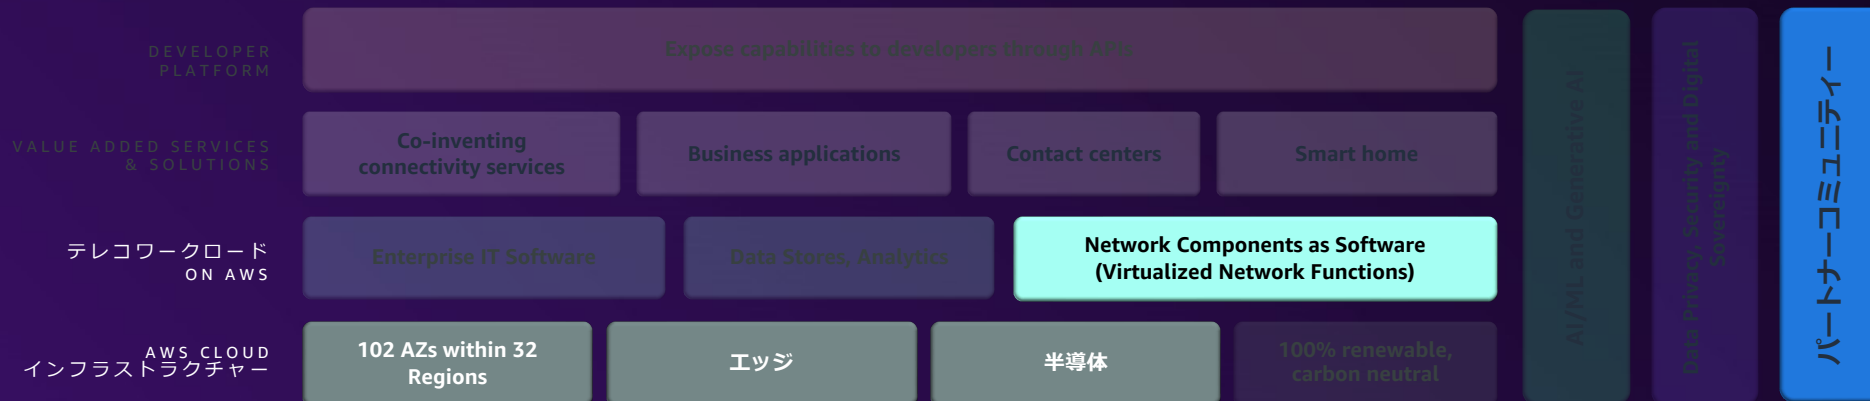 DEVELOPER
PLATFORM
Expose capabilities to developers through APIs
VALUE ADDED SERVICES
& SOLUTIONS
Co-inventing
connectivity services
Business applications
Contact centers
Smart home
テレコワークロード
ON AWS
Enterprise IT Software
Data Stores, Analytics
Network Components as Software
(Virtualized Network Functions)
AWS CLOUD
インフラストラクチャー
102 AZs within 32
Regions
エッジ
半導体
100% renewable,
carbon neutral
AI/ML and Generative AI
Data Privacy, Security and Digital
Sovereignty
パートナーコミュニティー